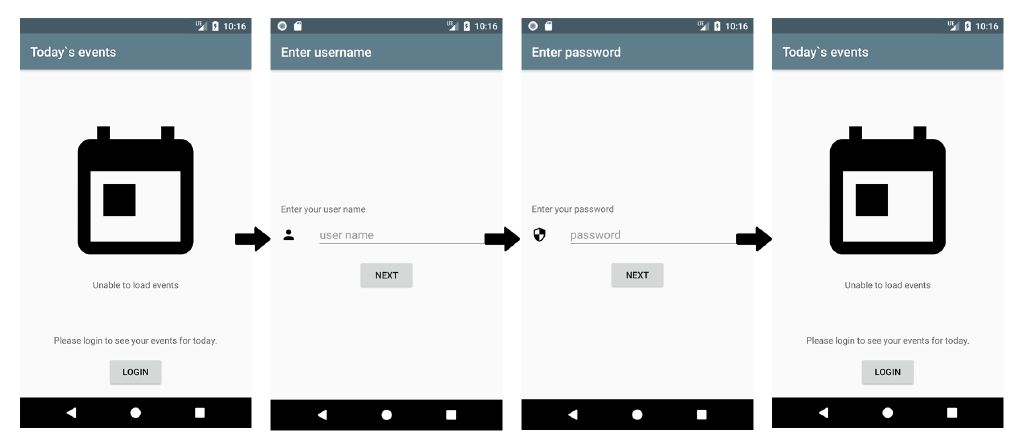 10:16
Today`s events
Unable to load events
Please login to see your events for today.
LOGIN
10:16
Enter username
Enter your user name
user name
NEXT
10:16
Enter password
Enter your password
password
NEXT
10:16
Today`s events
Unable to load events
Please login to see your events for today.
LOGIN